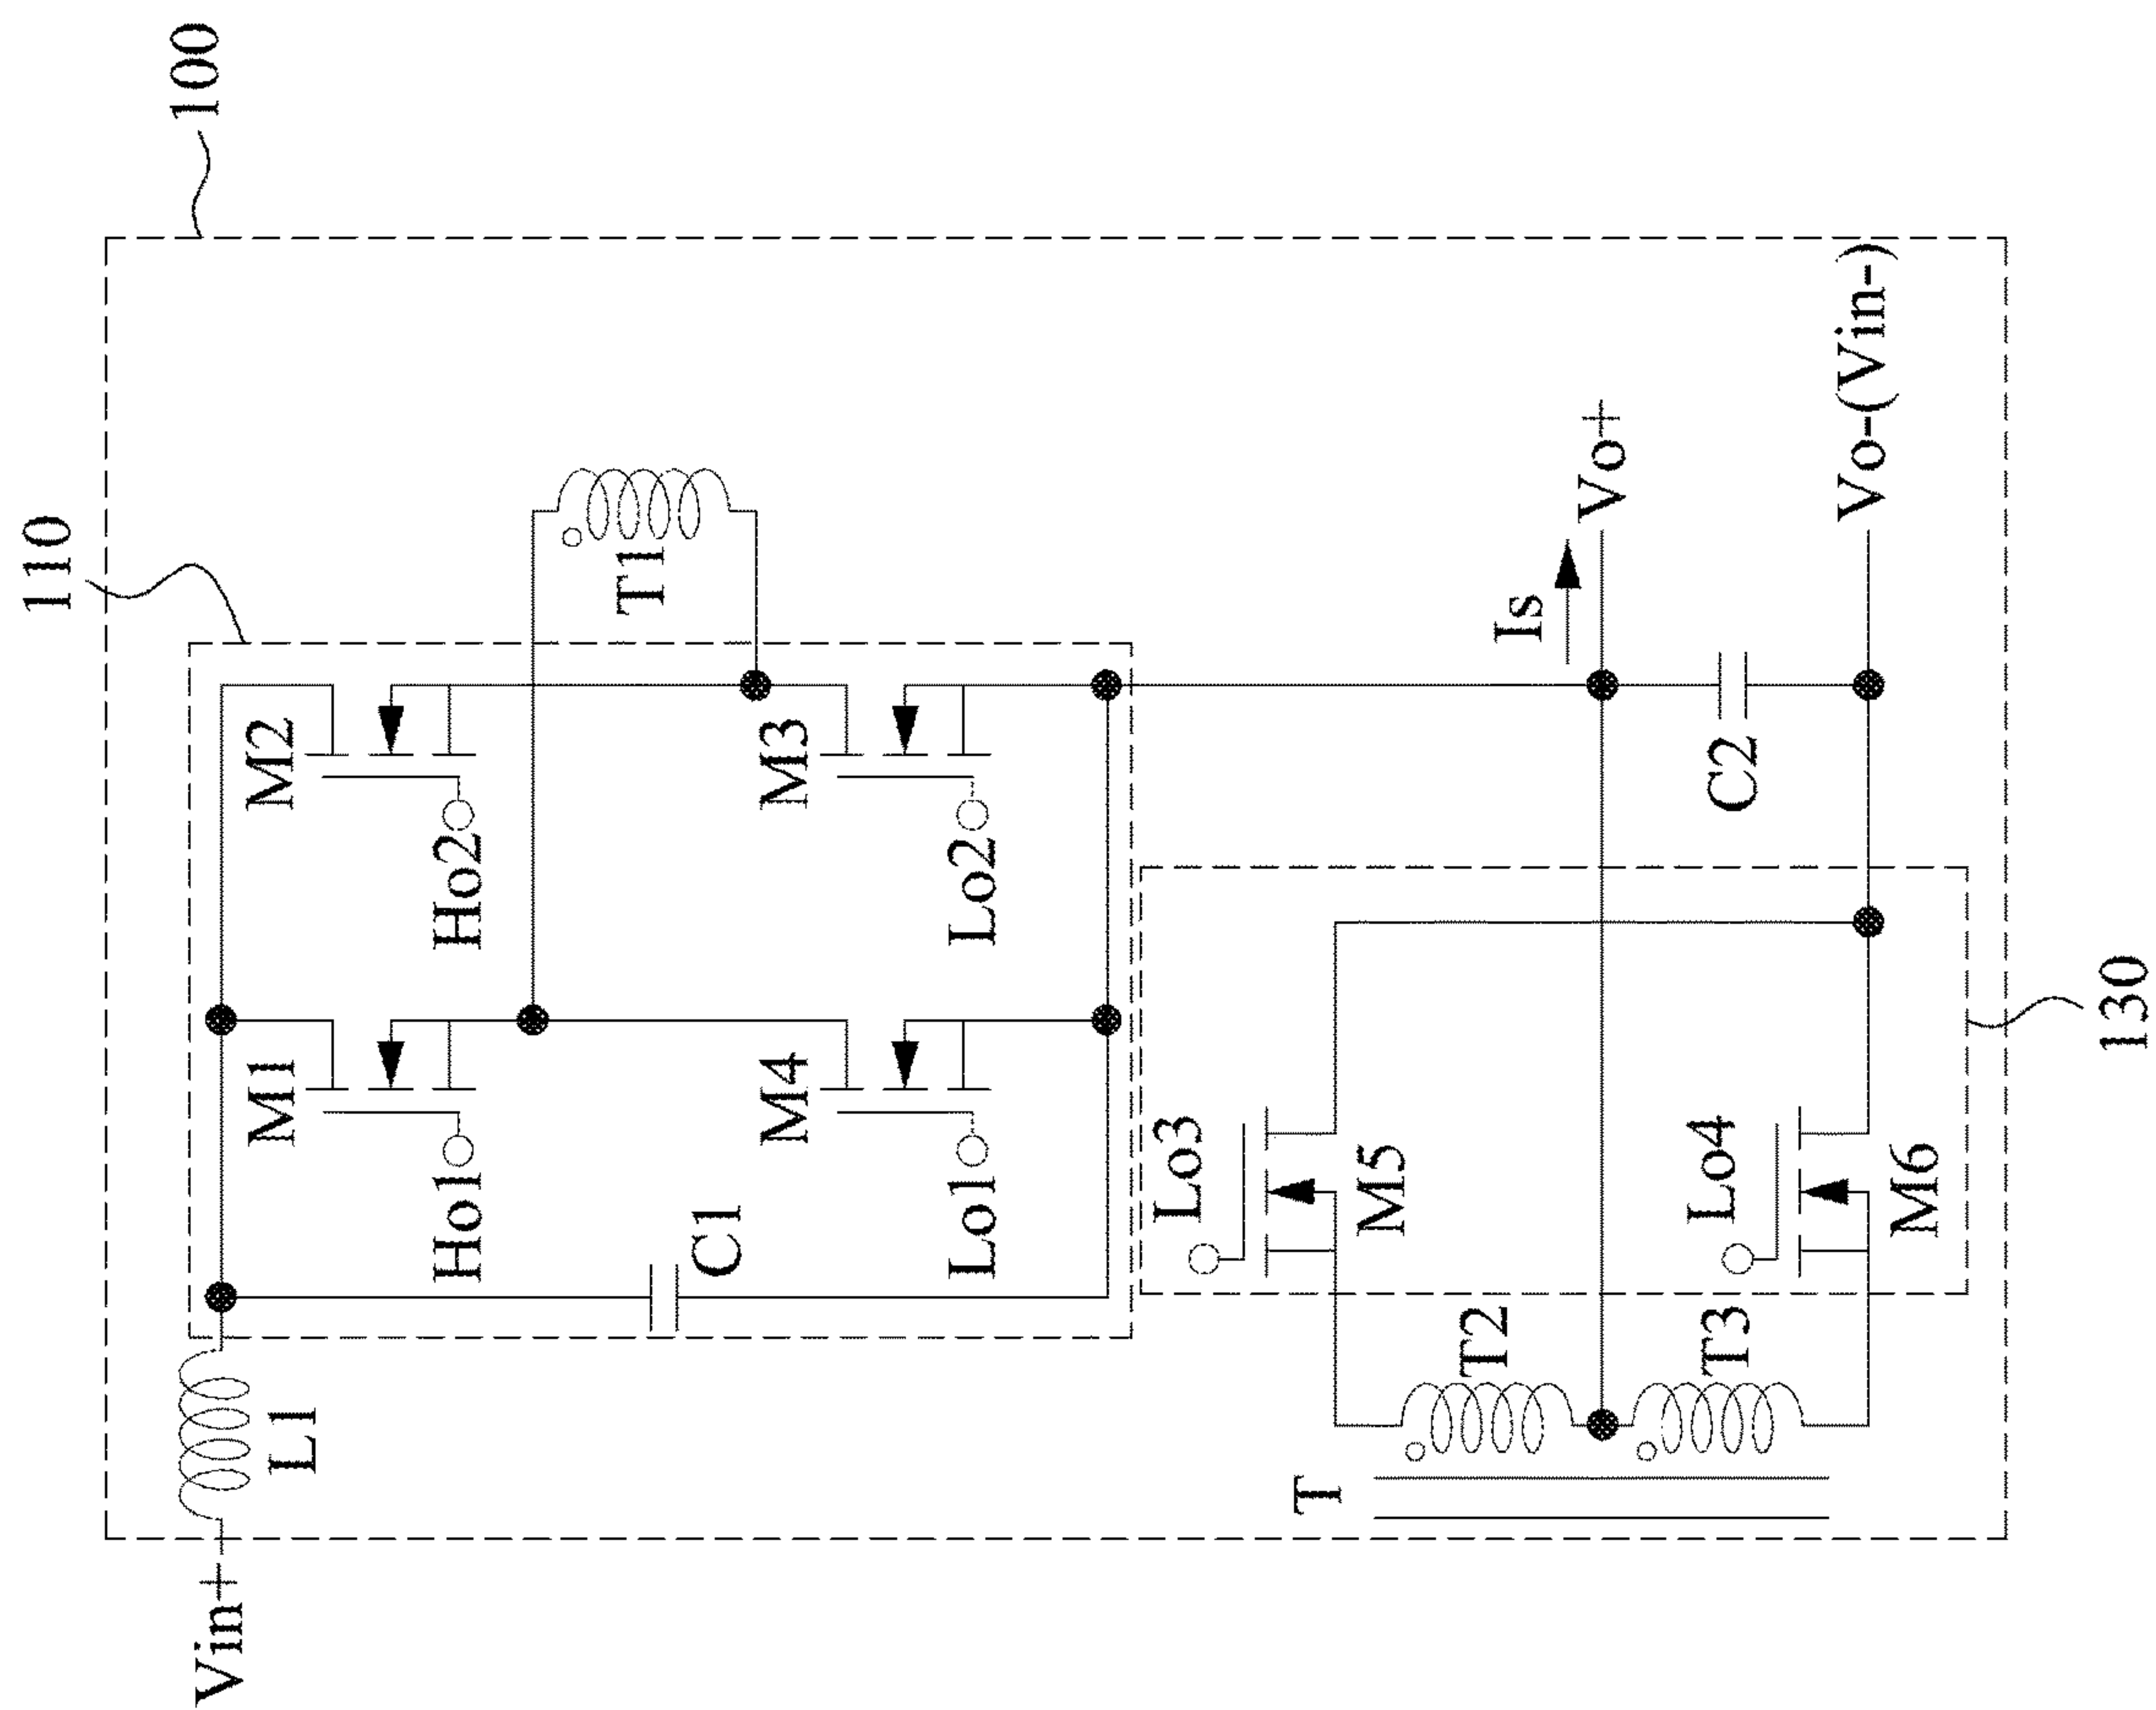 100
110
Vin+
L1
M1
Ho1
M2
Ho2
T1
C1
M4
Lo1
M3
Lo2
Lo3
M5
T
T2
T3
Lo4
M6
C2
Is
Vo+
Vo-(Vin-)
130